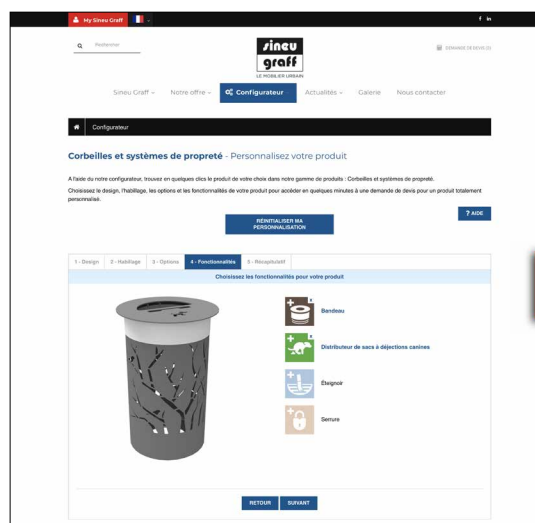 My Sineu Graff
f in
Rechercher
sineu
graff
LE MOBILIER URBAIN
DEMANDE DE DEVIS (0)
Sineu Graff
Notre offre
Configurateur
Actualités
Galerie
Nous contacter
Configurateur
Corbeilles et systèmes de propreté - Personnalisez votre produit
A l'aide du notre configurateur, trouvez en quelques clics le produit de votre choix dans notre gamme de produits : Corbeilles et systèmes de propreté.
Choisissez le design, l'habillage, les options et les fonctionnalités de votre produit pour accéder en quelques minutes à une demande de devis pour un produit totalement
personnalisé.
? AIDE
RÉINITIALISER MA
PERSONNALISATION
1 - Design
2 - Habillage
3 - Options
4 - Fonctionnalités
5 - Récapitulatif
Choisissez les fonctionnalités pour votre produit
Bandeau
Distributeur de sacs à déjections canines
Éteignoir
Serrure
RETOUR
SUIVANT